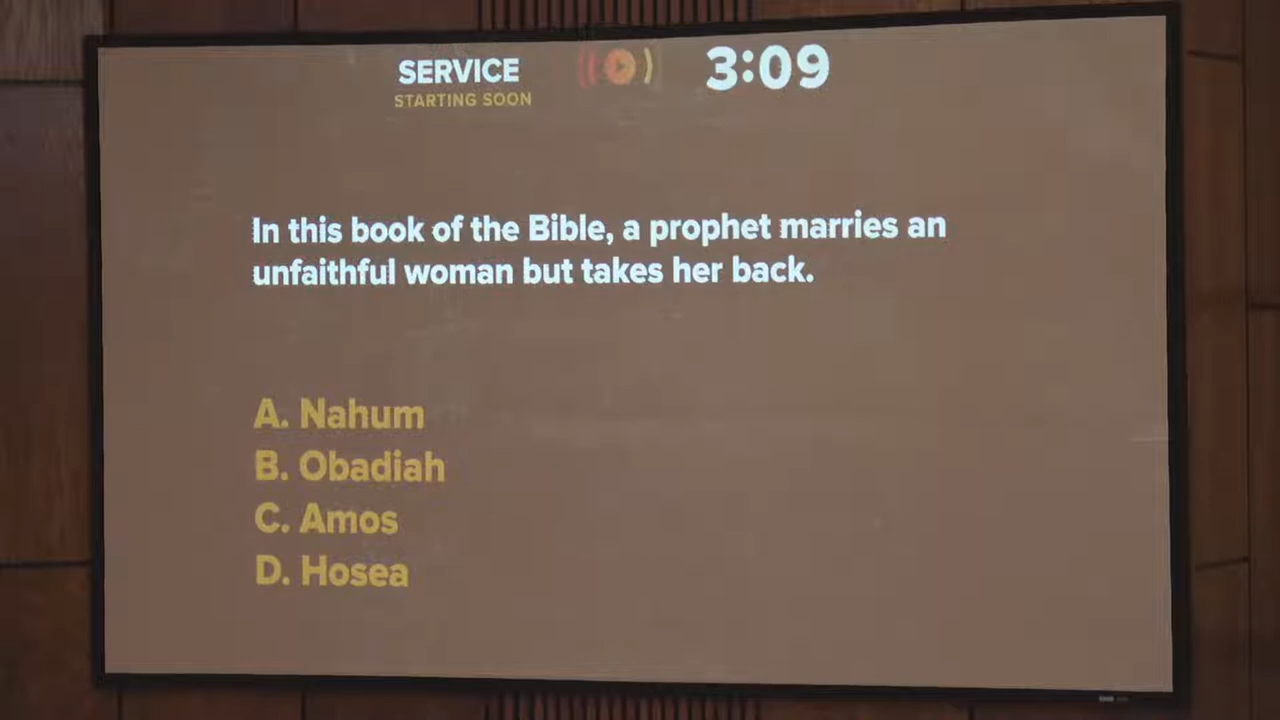 SERVICE
STARTING SOON
3:09
In this book of the Bible, a prophet marries an
unfaithful woman but takes her back.
A. Nahum
B. Obadiah
C. Amos
D. Hosea